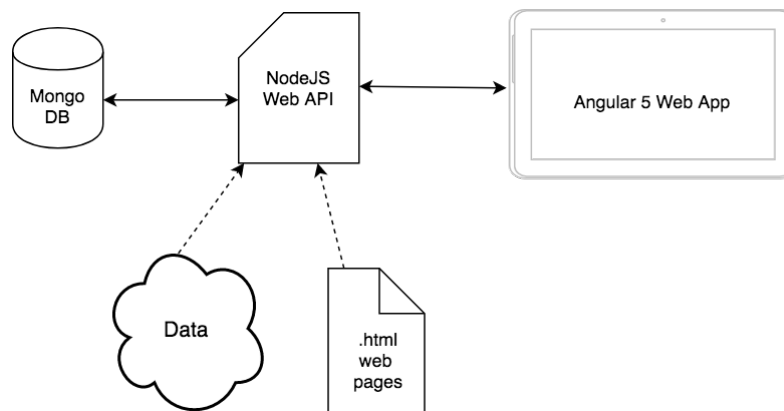 Mongo
DB
NodeJS
Web API
Angular 5 Web App
Data
.html
web
pages